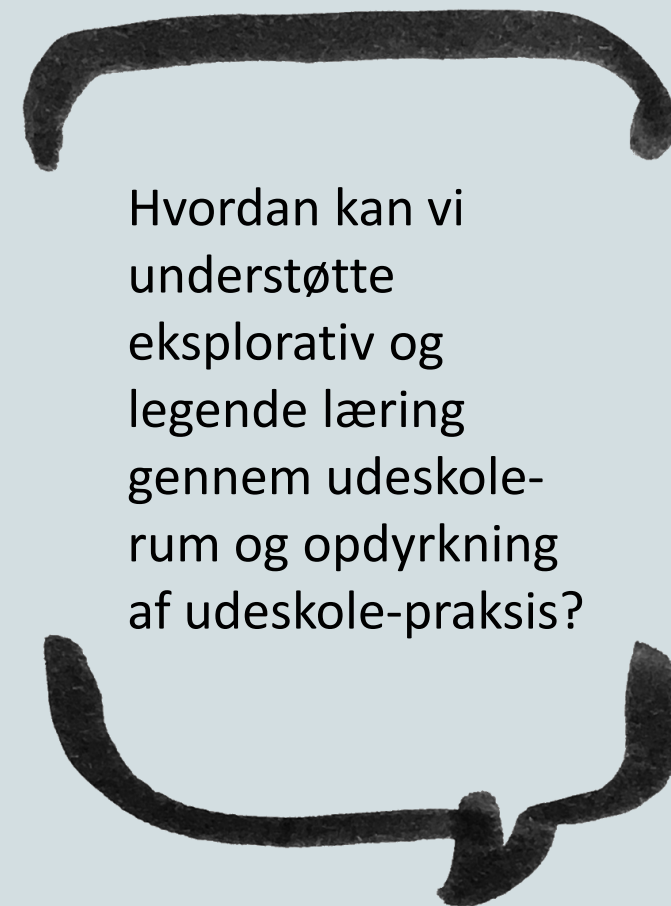 Hvordan kan vi
understøtte
eksplorativ og
legende læring
gennem udeskole-
rum og opdyrkning
af udeskole-praksis?